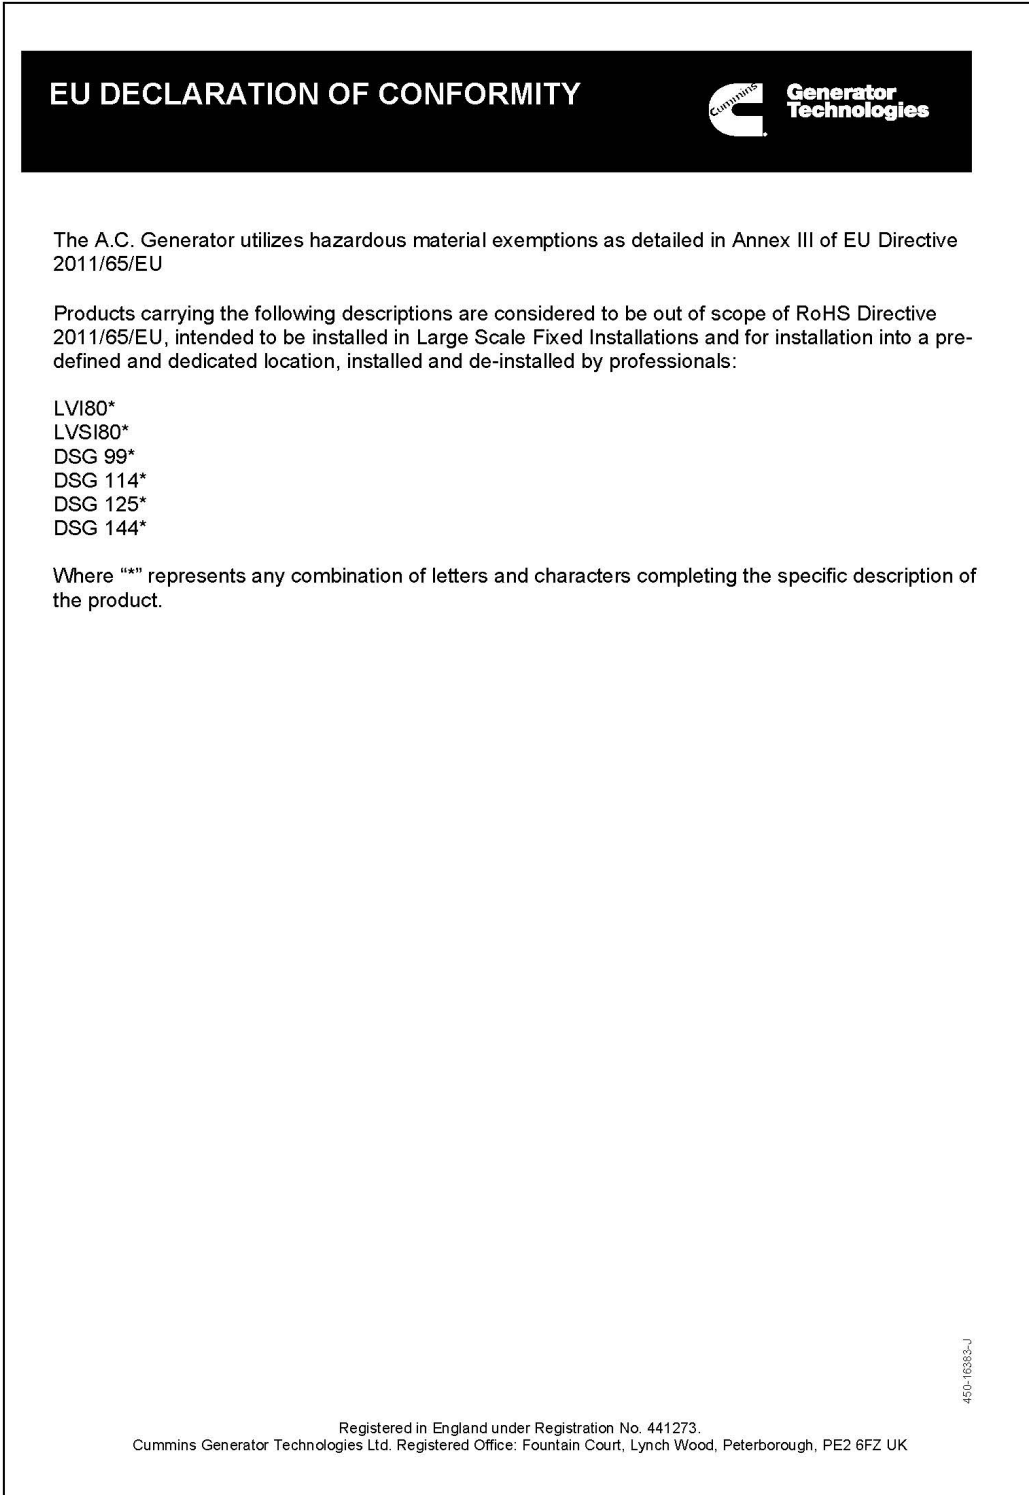 EU DECLARATION OF CONFORMITY
Cummins
Generator
Technologies
The A.C. Generator utilizes hazardous material exemptions as detailed in Annex III of EU Directive
2011/65/EU
Products carrying the following descriptions are considered to be out of scope of RoHS Directive
2011/65/EU, intended to be installed in Large Scale Fixed Installations and for installation into a pre-
defined and dedicated location, installed and de-installed by professionals:
LVI80*
LVSI80*
DSG 99*
DSG 114*
DSG 125*
DSG 144*
Where “*” represents any combination of letters and characters completing the specific description of
the product.
450-16383-J
Registered in England under Registration No. 441273.
Cummins Generator Technologies Ltd. Registered Office: Fountain Court, Lynch Wood, Peterborough, PE2 6FZ UK